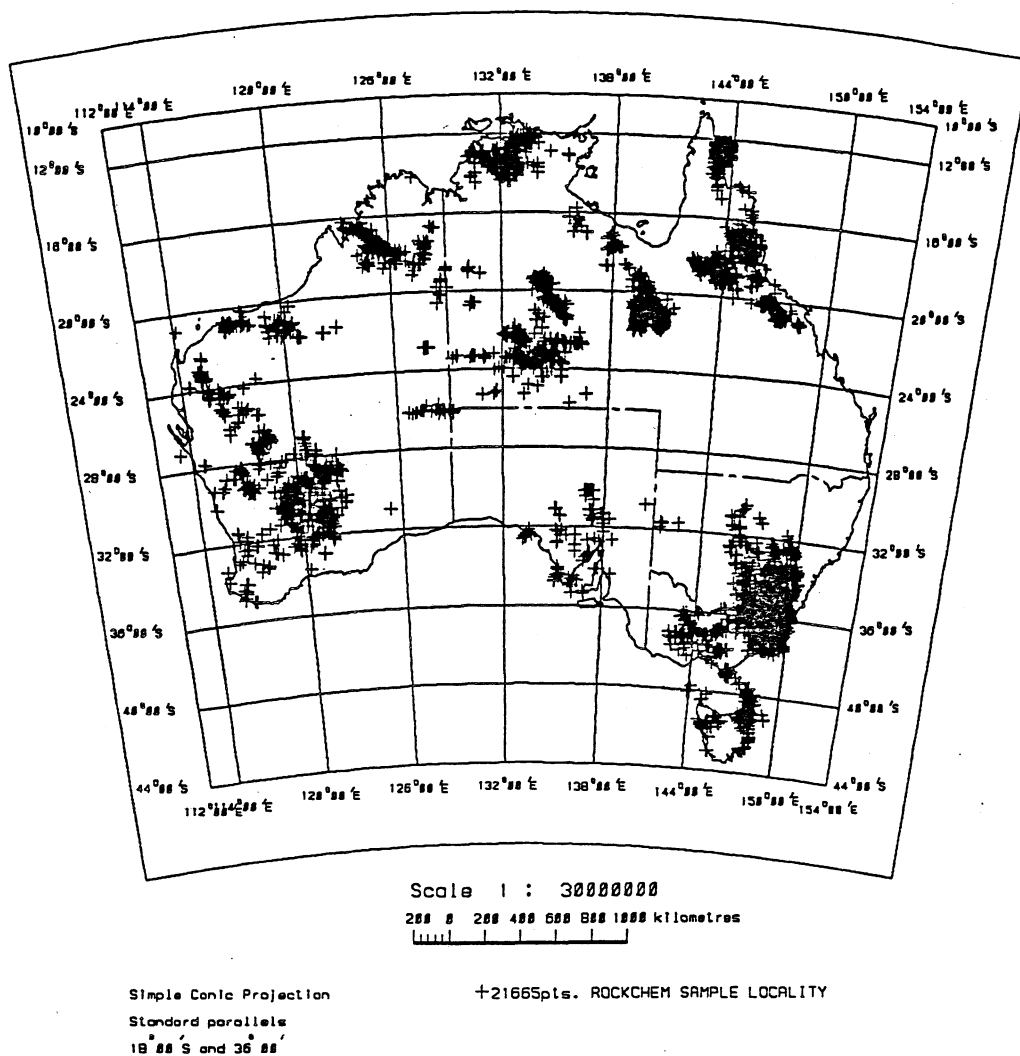 112°00'E 114°00'E 120°00'E 126°00'E 132°00'E 138°00'E 144°00'E 150°00'E 154°00'E
10°00'S 10°00'S
12°00'S 12°00'S
16°00'S 16°00'S
20°00'S 20°00'S
24°00'S 24°00'S
28°00'S 28°00'S
32°00'S 32°00'S
36°00'S 36°00'S
40°00'S 40°00'S
44°00'S 44°00'S
112°00'E 114°00'E 120°00'E 126°00'E 132°00'E 138°00'E 144°00'E 150°00'E 154°00'E
Scale 1 : 30000000
200 0 200 400 600 800 1000 kilometres
Simple Conic Projection
+21665pts. ROCKCHEM SAMPLE LOCALITY
Standard parallels
18°00'S and 36°00'